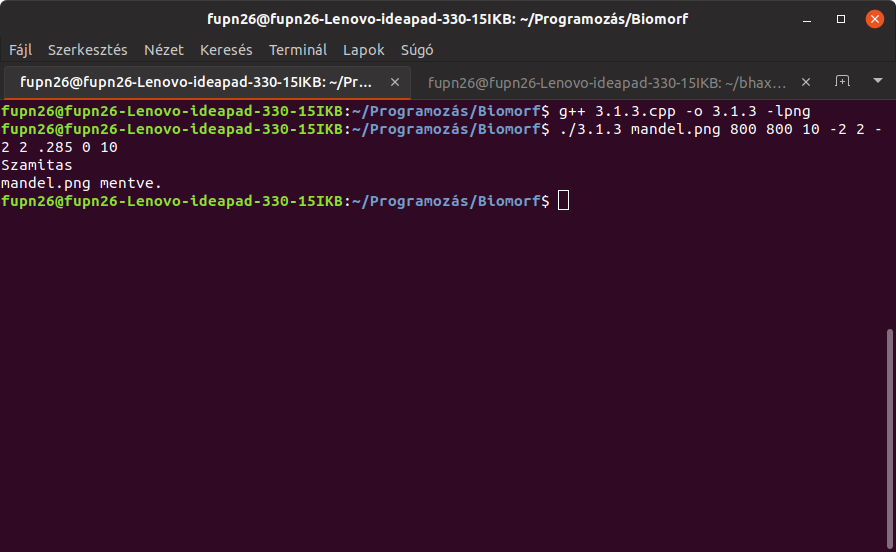 fupn26@fupn26-Lenovo-ideapad-330-15IKB: ~/Programozás/Biomorf
Fájl Szerkesztés Nézet Keresés Terminál Lapok Súgó
fupn26@fupn26-Lenovo-ideapad-330-15IKB: ~/Pr... × fupn26@fupn26-Lenovo-ideapad-330-15IKB: ~/bhax... ×
fupn26@fupn26-Lenovo-ideapad-330-15IKB:~/Programozás/Biomorf$ g++ 3.1.3.cpp -o 3.1.3 -lpng
fupn26@fupn26-Lenovo-ideapad-330-15IKB:~/Programozás/Biomorf$ ./3.1.3 mandel.png 800 800 10 -2 2 -
2 2 .285 0 10
Szamitas
mandel.png mentve.
fupn26@fupn26-Lenovo-ideapad-330-15IKB:~/Programozás/Biomorf$